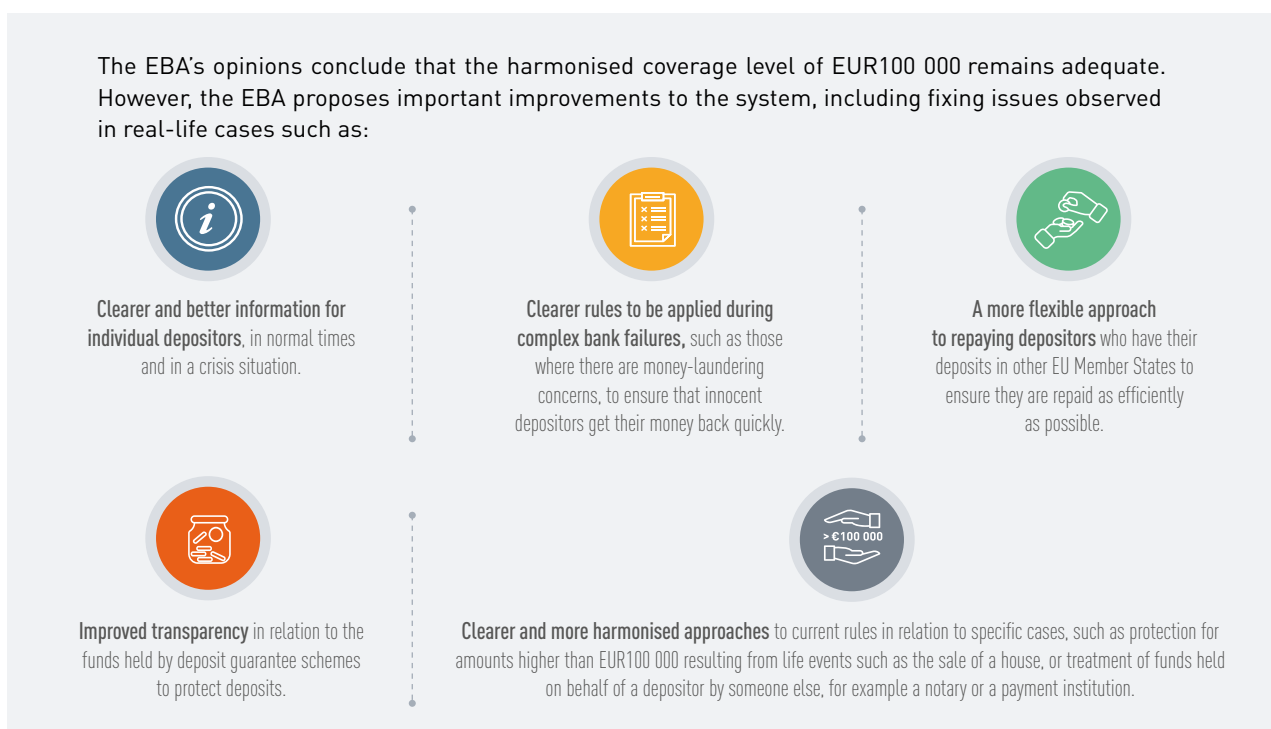 The EBA's opinions conclude that the harmonised coverage level of EUR100 000 remains adequate.
However, the EBA proposes important improvements to the system, including fixing issues observed
in real-life cases such as:
i
Clearer and better information for
individual depositors, in normal times
and in a crisis situation.
Clearer rules to be applied during
complex bank failures, such as those
where there are money-laundering
concerns, to ensure that innocent
depositors get their money back quickly.
A more flexible approach
to repaying depositors who have their
deposits in other EU Member States to
ensure they are repaid as efficiently
as possible.
Improved transparency in relation to the
funds held by deposit guarantee schemes
to protect deposits.
> €100 000
Clearer and more harmonised approaches to current rules in relation to specific cases, such as protection for
amounts higher than EUR100 000 resulting from life events such as the sale of a house, or treatment of funds held
on behalf of a depositor by someone else, for example a notary or a payment institution.